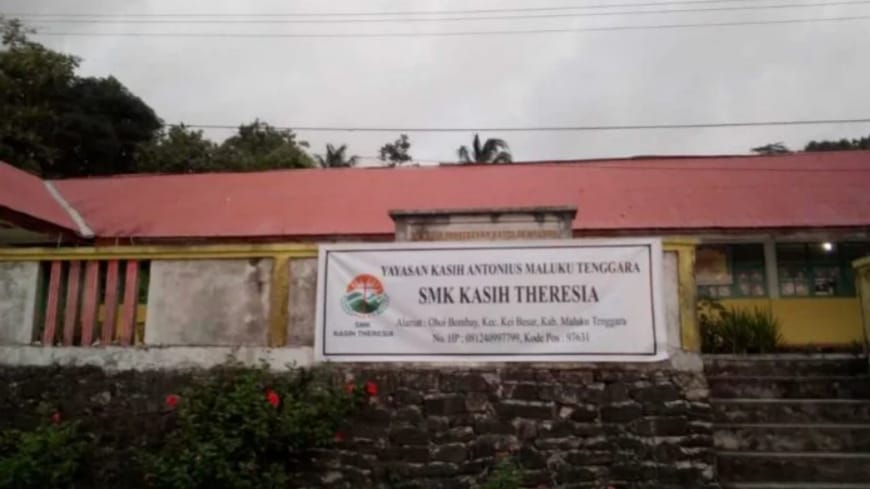 YAYASAN KASIH ANTONIUS MALUKU TENGGARA
SMK KASIH THERESIA
Alamat : Ohoi Bombay, Kec. Kei Besar, Kab. Maluku Tenggara
No. HP : 081240997799, Kode Pos : 97631
SMK
KASIH THERESIA